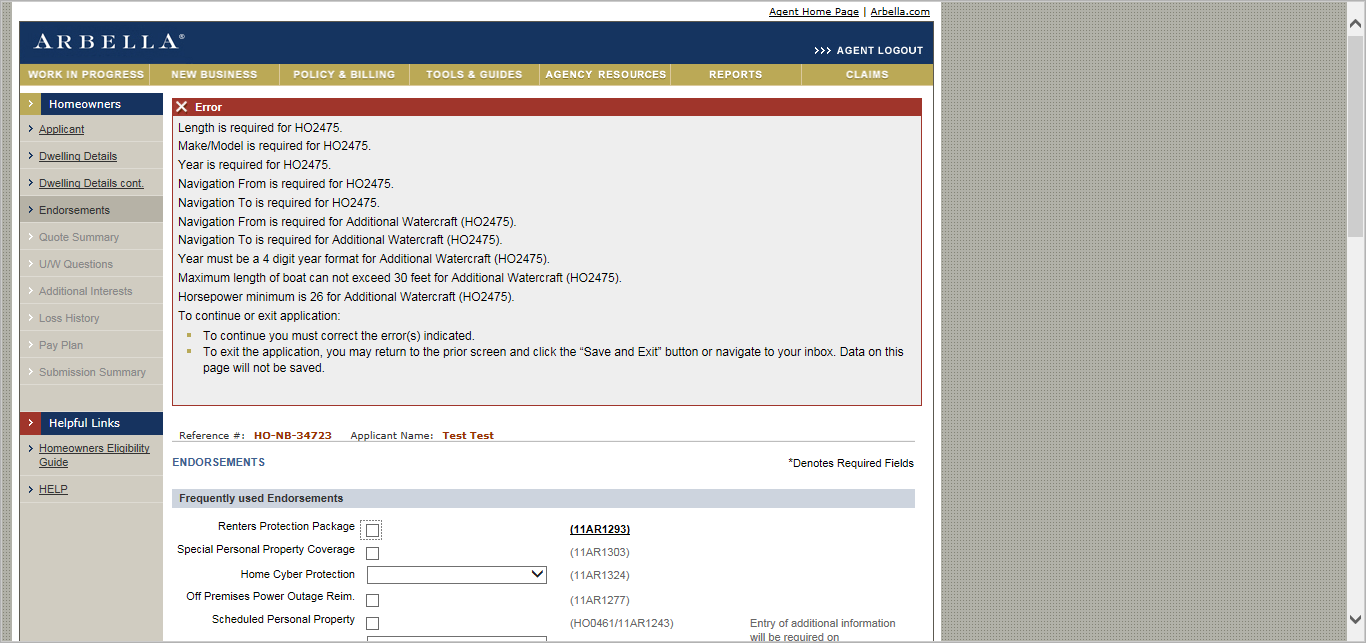 Agent Home Page | Arbella.com
ARBELLA®
>>> AGENT LOGOUT
WORK IN PROGRESS NEW BUSINESS POLICY & BILLING TOOLS & GUIDES AGENCY RESOURCES REPORTS CLAIMS
Homeowners
Applicant
Dwelling Details
Dwelling Details cont.
Endorsements
Quote Summary
U/W Questions
Additional Interests
Loss History
Pay Plan
Submission Summary
Helpful Links
Homeowners Eligibility
Guide
HELP
Error
Length is required for HO2475.
Make/Model is required for HO2475.
Year is required for HO2475.
Navigation From is required for HO2475.
Navigation To is required for HO2475.
Navigation From is required for Additional Watercraft (HO2475).
Navigation To is required for Additional Watercraft (HO2475).
Year must be a 4 digit year format for Additional Watercraft (HO2475).
Maximum length of boat can not exceed 30 feet for Additional Watercraft (HO2475).
Horsepower minimum is 26 for Additional Watercraft (HO2475).
To continue or exit application:
To continue you must correct the error(s) indicated.
To exit the application, you may return to the prior screen and click the “Save and Exit” button or navigate to your inbox. Data on this
page will not be saved.
Reference #: HO-NB-34723 Applicant Name: Test Test
ENDORSEMENTS
*Denotes Required Fields
Frequently used Endorsements
Renters Protection Package (11AR1293)
Special Personal Property Coverage (11AR1303)
Home Cyber Protection (11AR1324)
Off Premises Power Outage Reim. (11AR1277)
Scheduled Personal Property (HO0461/11AR1243) Entry of additional information
will be required on